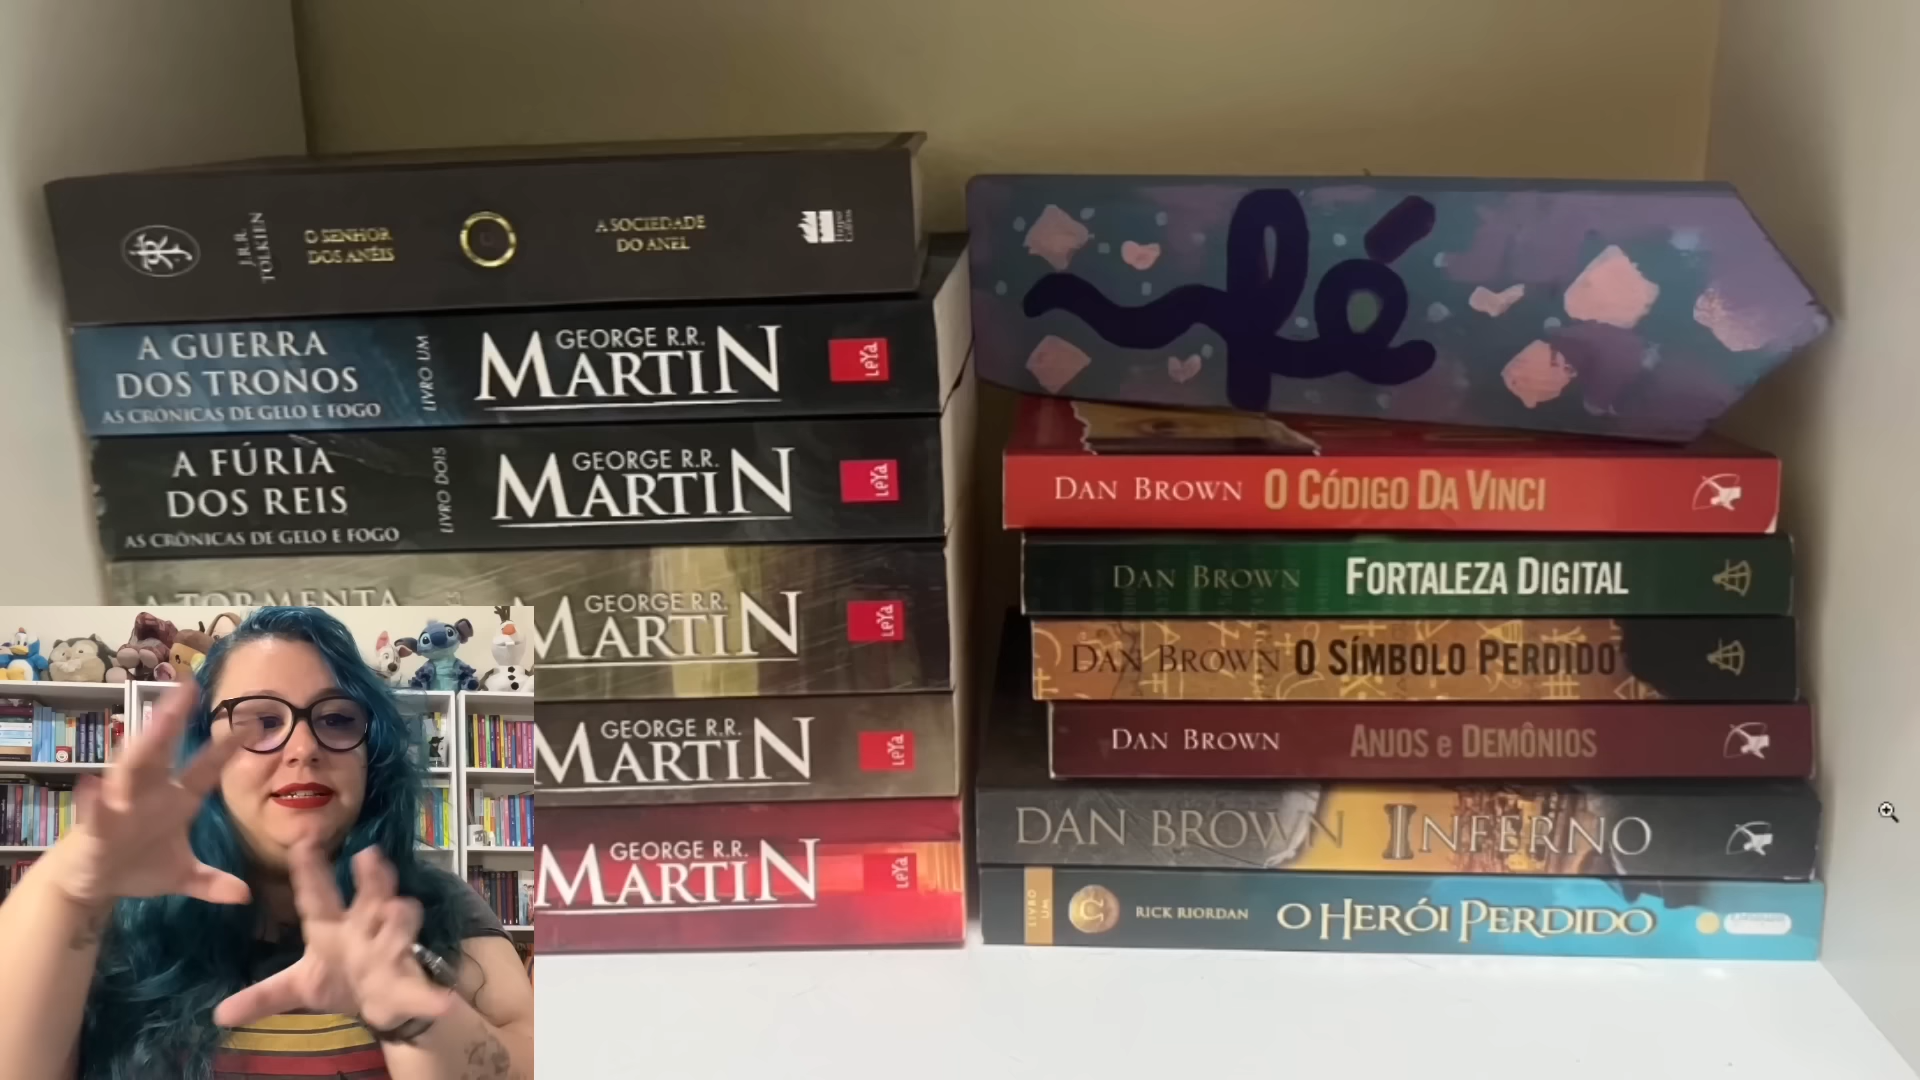 J.R.R.
TOLKIEN
O SENHOR
DOS ANÉIS
A SOCIEDADE
DO ANEL
Harper
Collins
A GUERRA
DOS TRONOS
AS CRÔNICAS DE GELO E FOGO
LIVRO UM
GEORGE R.R.
MARTIN
LeYa
A FÚRIA
DOS REIS
AS CRÔNICAS DE GELO E FOGO
LIVRO DOIS
GEORGE R.R.
MARTIN
LeYa
A TORMENTA
GEORGE R.R.
MARTIN
LeYa
GEORGE R.R.
MARTIN
LeYa
GEORGE R.R.
MARTIN
LeYa
fé
DAN BROWN O CÓDIGO DA VINCI
DAN BROWN FORTALEZA DIGITAL
DAN BROWN O SÍMBOLO PERDIDO
DAN BROWN ANJOS e DEMÔNIOS
DAN BROWN INFERNO
LIVRO
UM
RICK RIORDAN O HERÓI PERDIDO